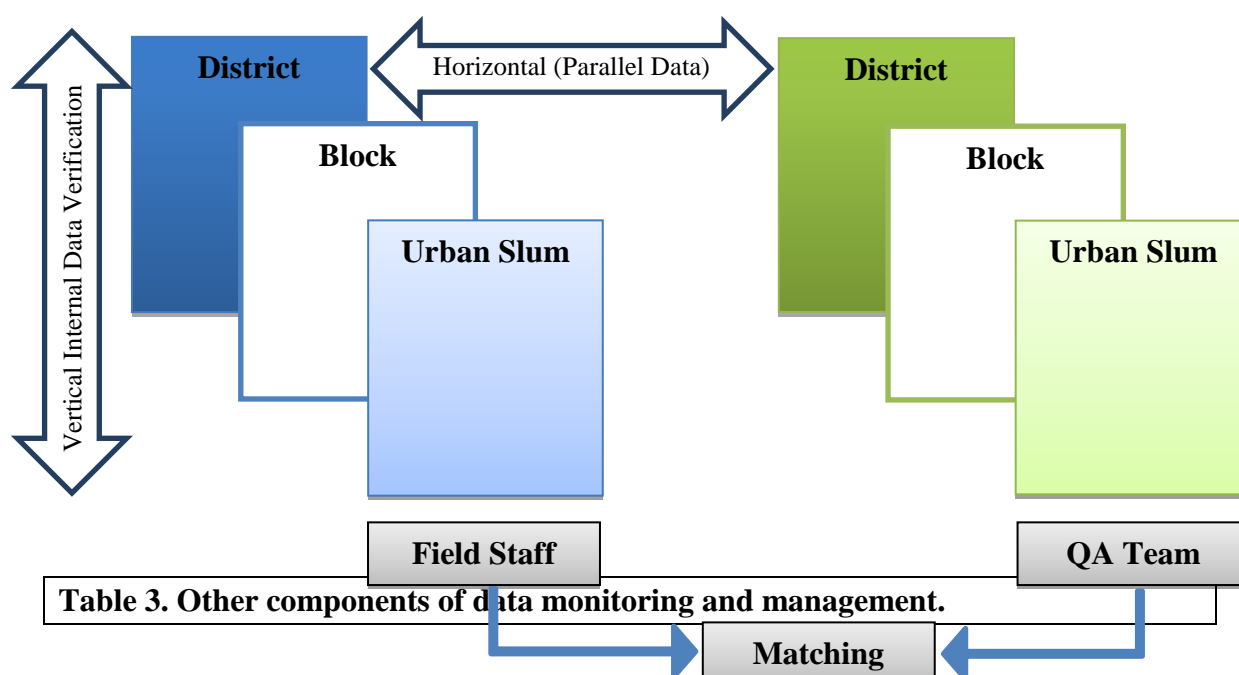 District
Horizontal (Parallel Data)
District
Vertical Internal Data Verification
Block
Block
Urban Slum
Urban Slum
Field Staff
QA Team
Table 3. Other components of data monitoring and management.
Matching